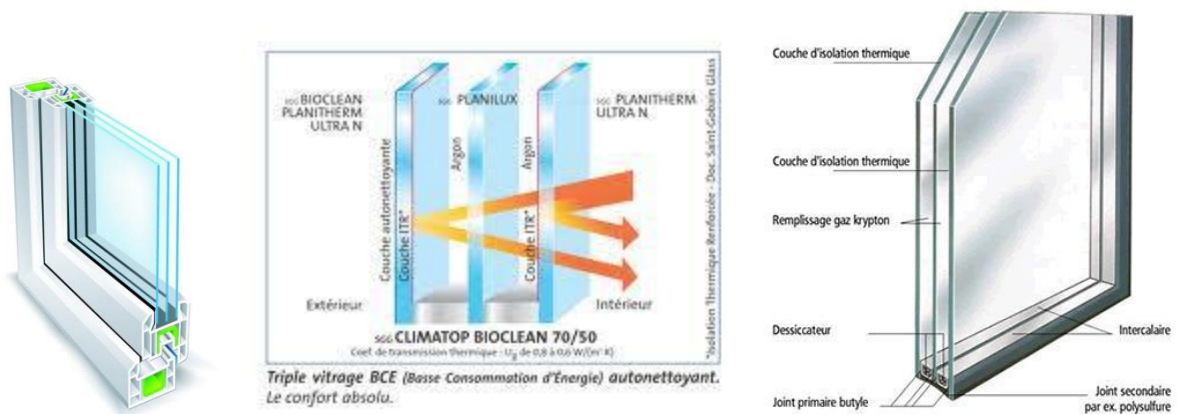 SGG BIOCLEAN
PLANITHERM
ULTRA N
SGG PLANILUX
SGG PLANITHERM
ULTRA N
Couche autonettoyante
Couche ITR*
Argon
Argon
Couche ITR*
Extérieur
Intérieur
SGG CLIMATOP BIOCLEAN 70/50
Coef. de transmission thermique : Ug de 0,8 à 0,6 W/(m² K)
*Isolation Thermique Renforcée - Doc. Saint-Gobain Glass
Triple vitrage BCE (Basse Consommation d'Énergie) autonettoyant.
Le confort absolu.
Couche d'isolation thermique
Couche d'isolation thermique
Remplissage gaz krypton
Dessiccateur
Intercalaire
Joint primaire butyle
Joint secondaire
par ex. polysulfure